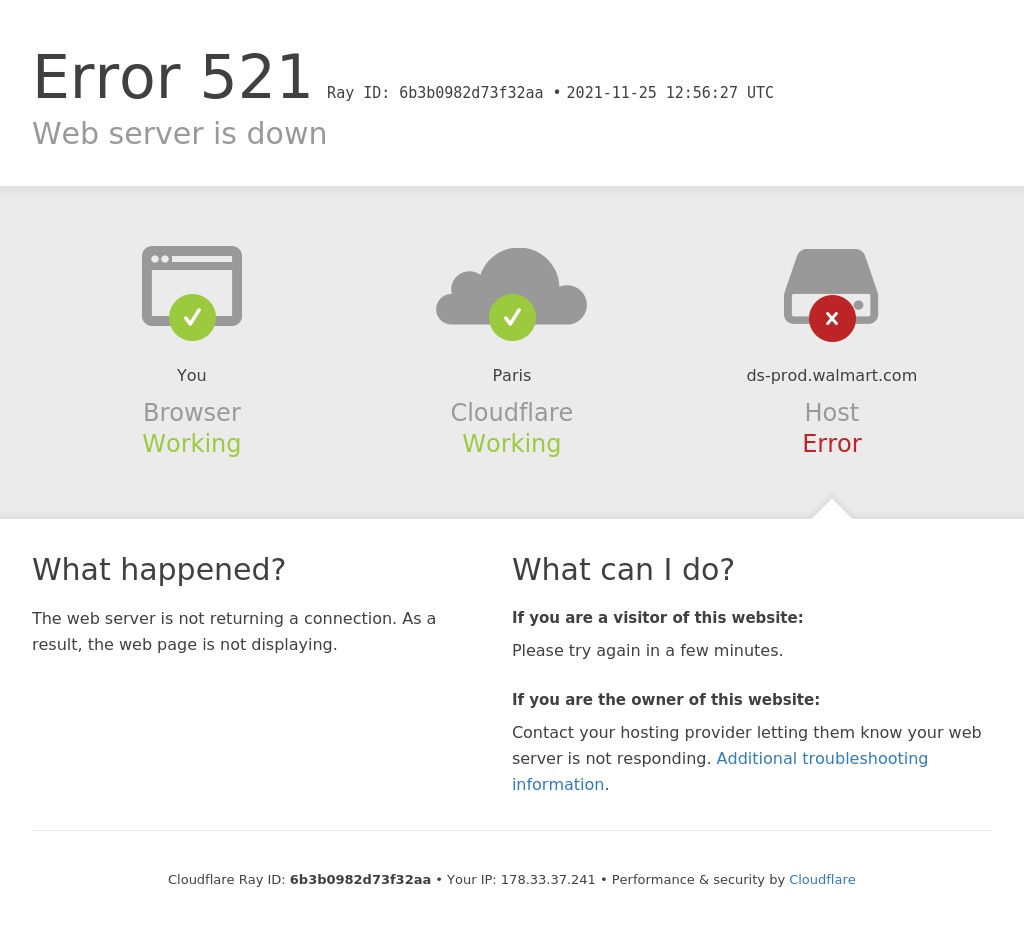 Error 521 Ray ID: 6b3b0982d73f32aa • 2021-11-25 12:56:27 UTC
Web server is down
You
Browser
Working
Paris
Cloudflare
Working
ds-prod.walmart.com
Host
Error
What happened?
The web server is not returning a connection. As a
result, the web page is not displaying.
What can I do?
If you are a visitor of this website:
Please try again in a few minutes.
If you are the owner of this website:
Contact your hosting provider letting them know your web
server is not responding. Additional troubleshooting
information.
Cloudflare Ray ID: 6b3b0982d73f32aa • Your IP: 178.33.37.241 • Performance & security by Cloudflare